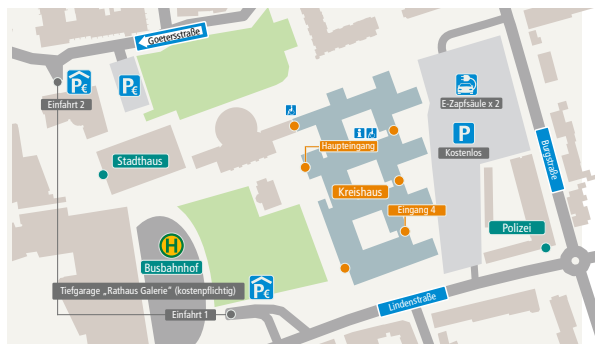 Goetersstraße
P€
Einfahrt 2
P€
E-Zapfsäule x 2
P
Kostenlos
i
Haupteingang
Burgstraße
Stadthaus
Kreishaus
Eingang 4
Polizei
H
Busbahnhof
Tiefgarage „Rathaus Galerie“ (kostenpflichtig)
P€
Lindenstraße
Einfahrt 1